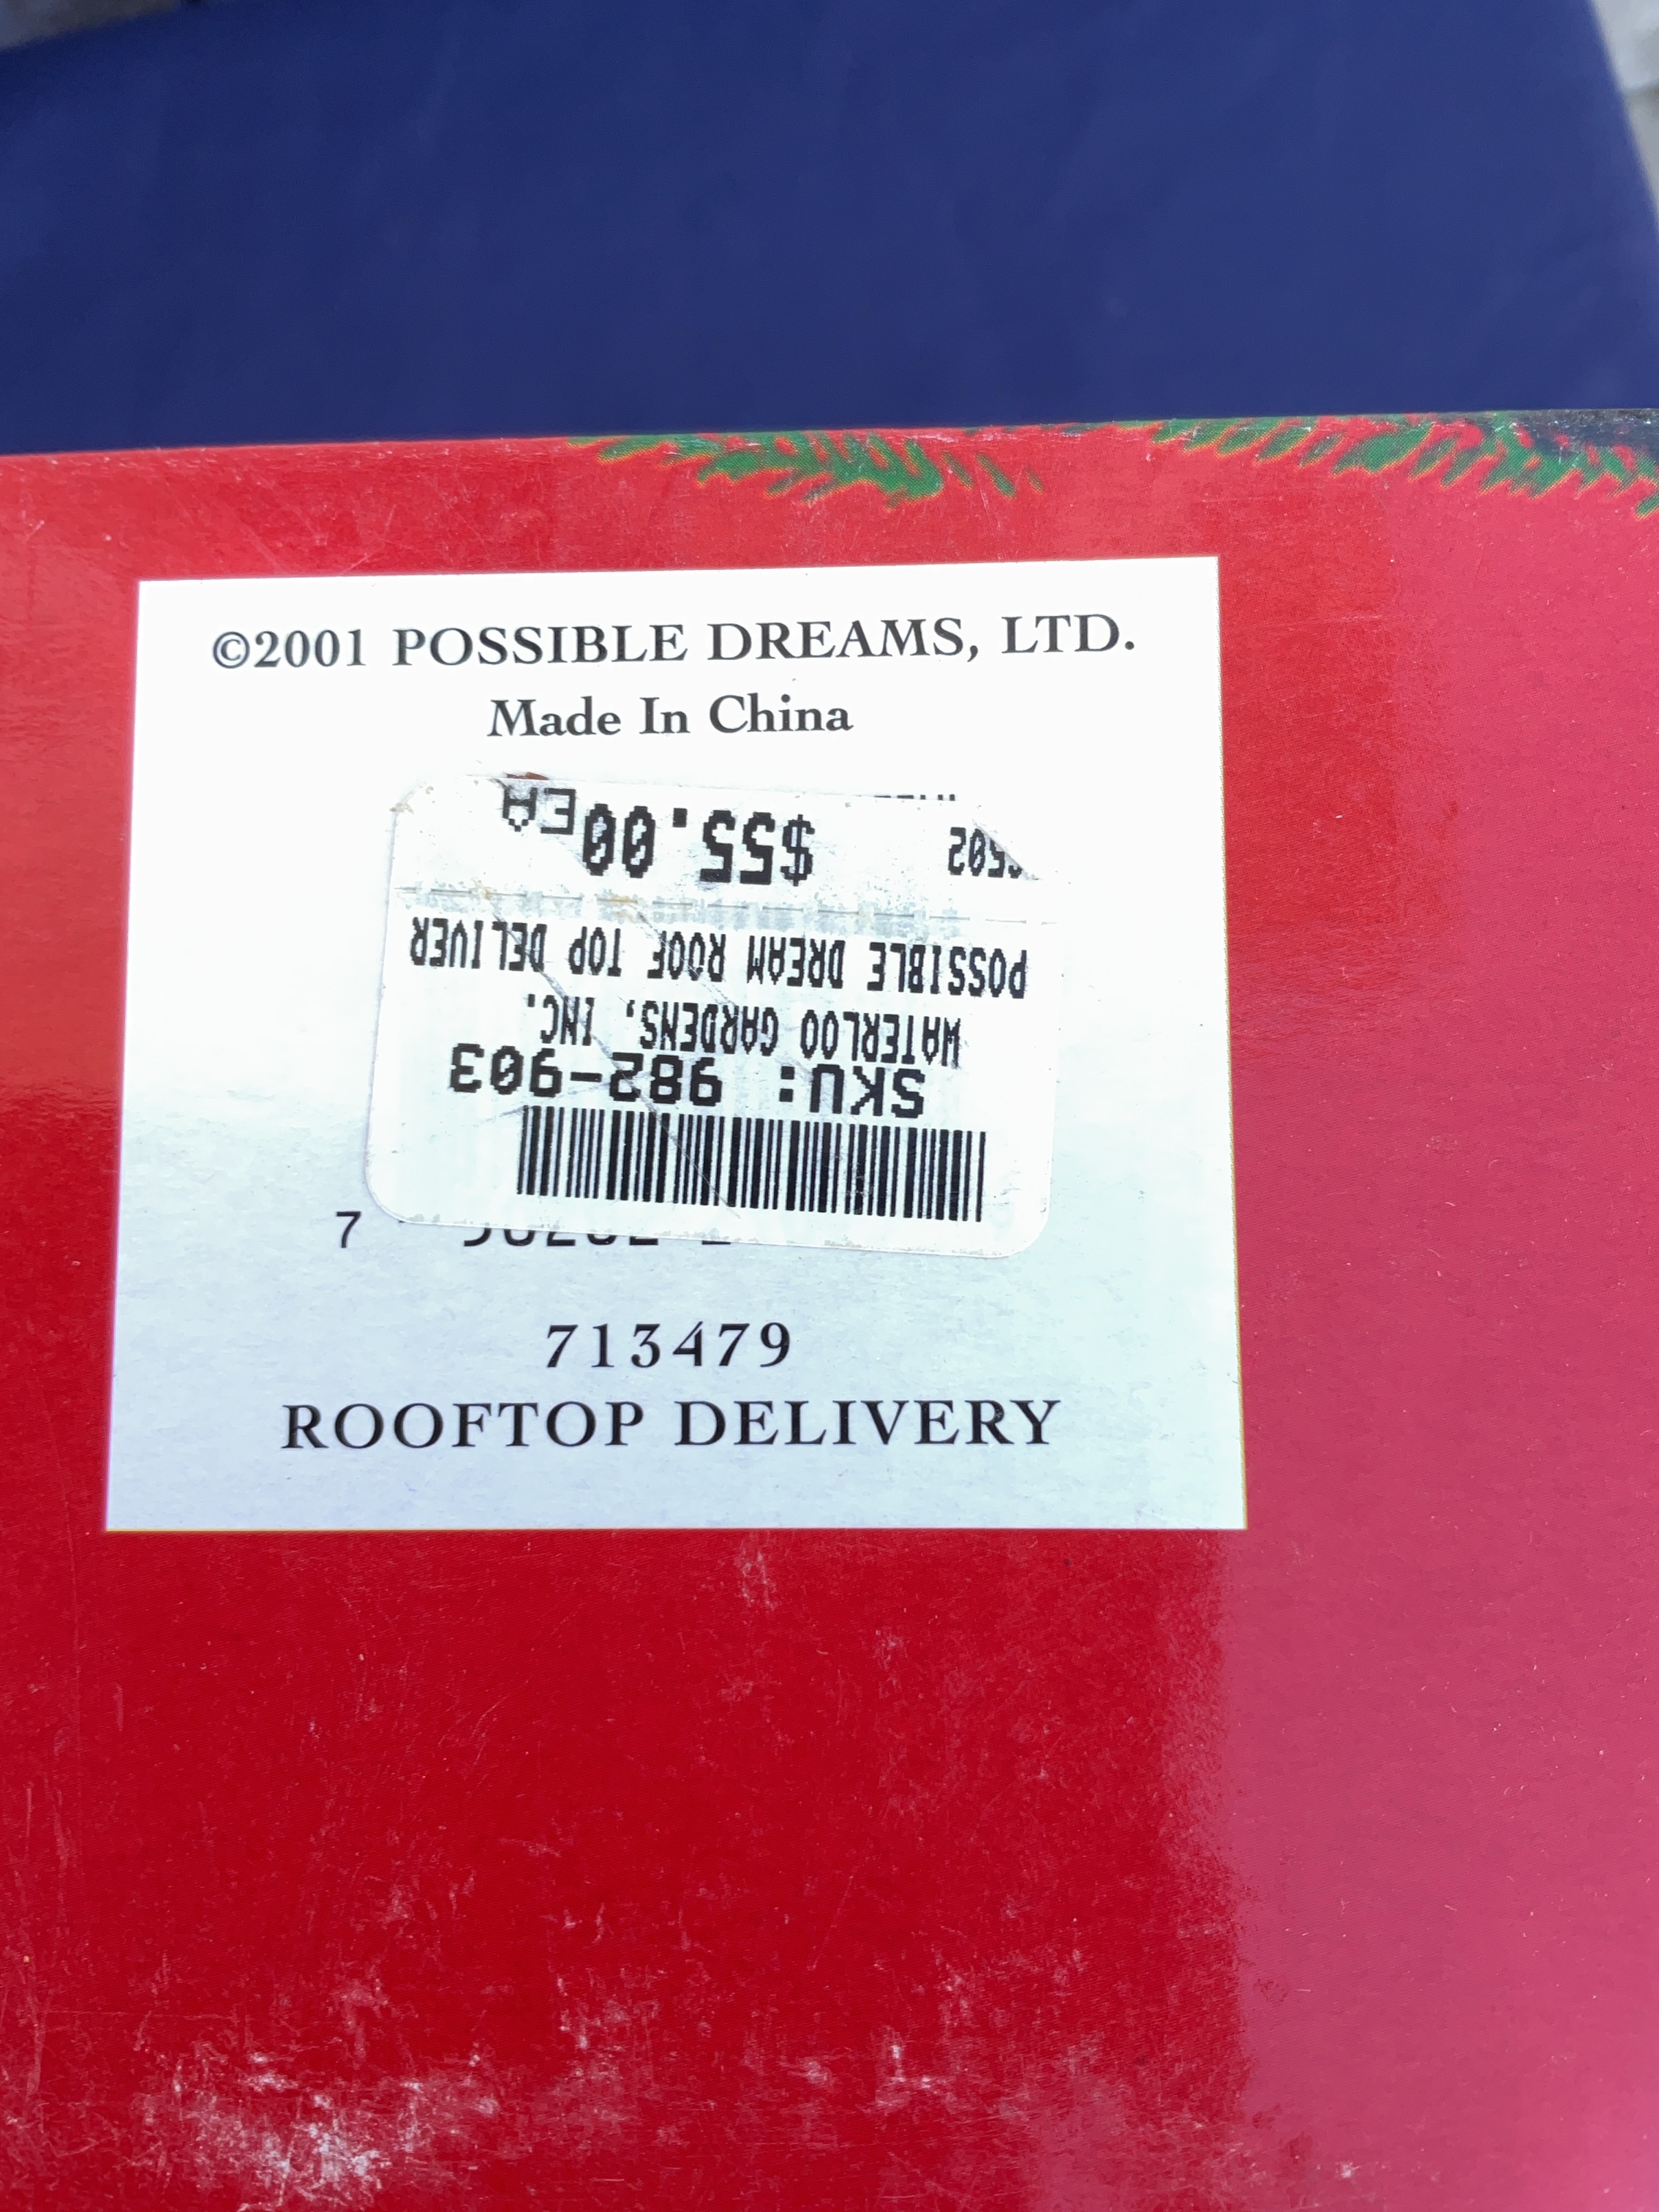 ©2001 POSSIBLE DREAMS, LTD.
Made In China
SKU: 982-903
WATERLOO GARDENS, INC.
POSSIBLE DREAM ROOF TOP DELIVER
$55.00EA
7
713479
ROOFTOP DELIVERY